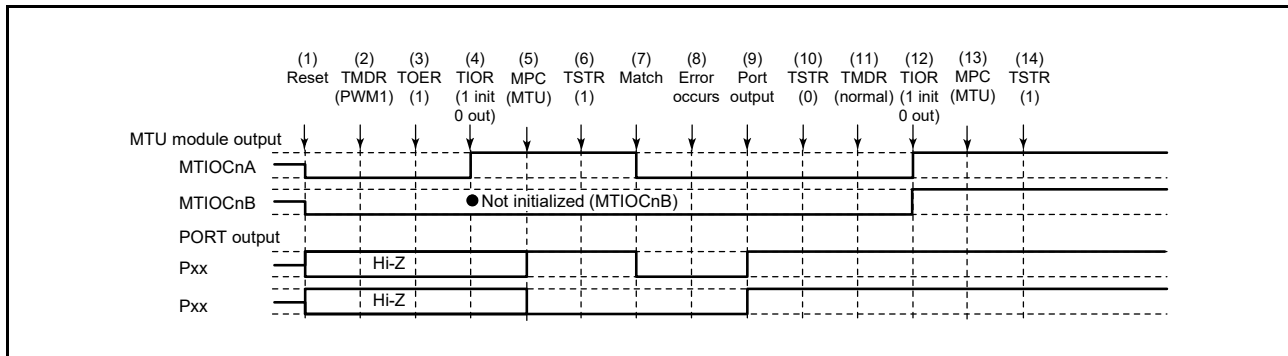 (1) (2) (3) (4) (5) (6) (7) (8) (9) (10) (11) (12) (13) (14)
Reset TMDR TOER TIOR MPC TSTR Match Error Port TSTR TMDR TIOR MPC TSTR
(PWM1) (1) (1 init (MTU) (1) occurs output (0) (normal) (1 init (MTU) (1)
0 out) 0 out)
MTU module output
MTIOCnA
MTIOCnB ●Not initialized (MTIOCnB)
PORT output
Pxx Hi-Z
Pxx Hi-Z